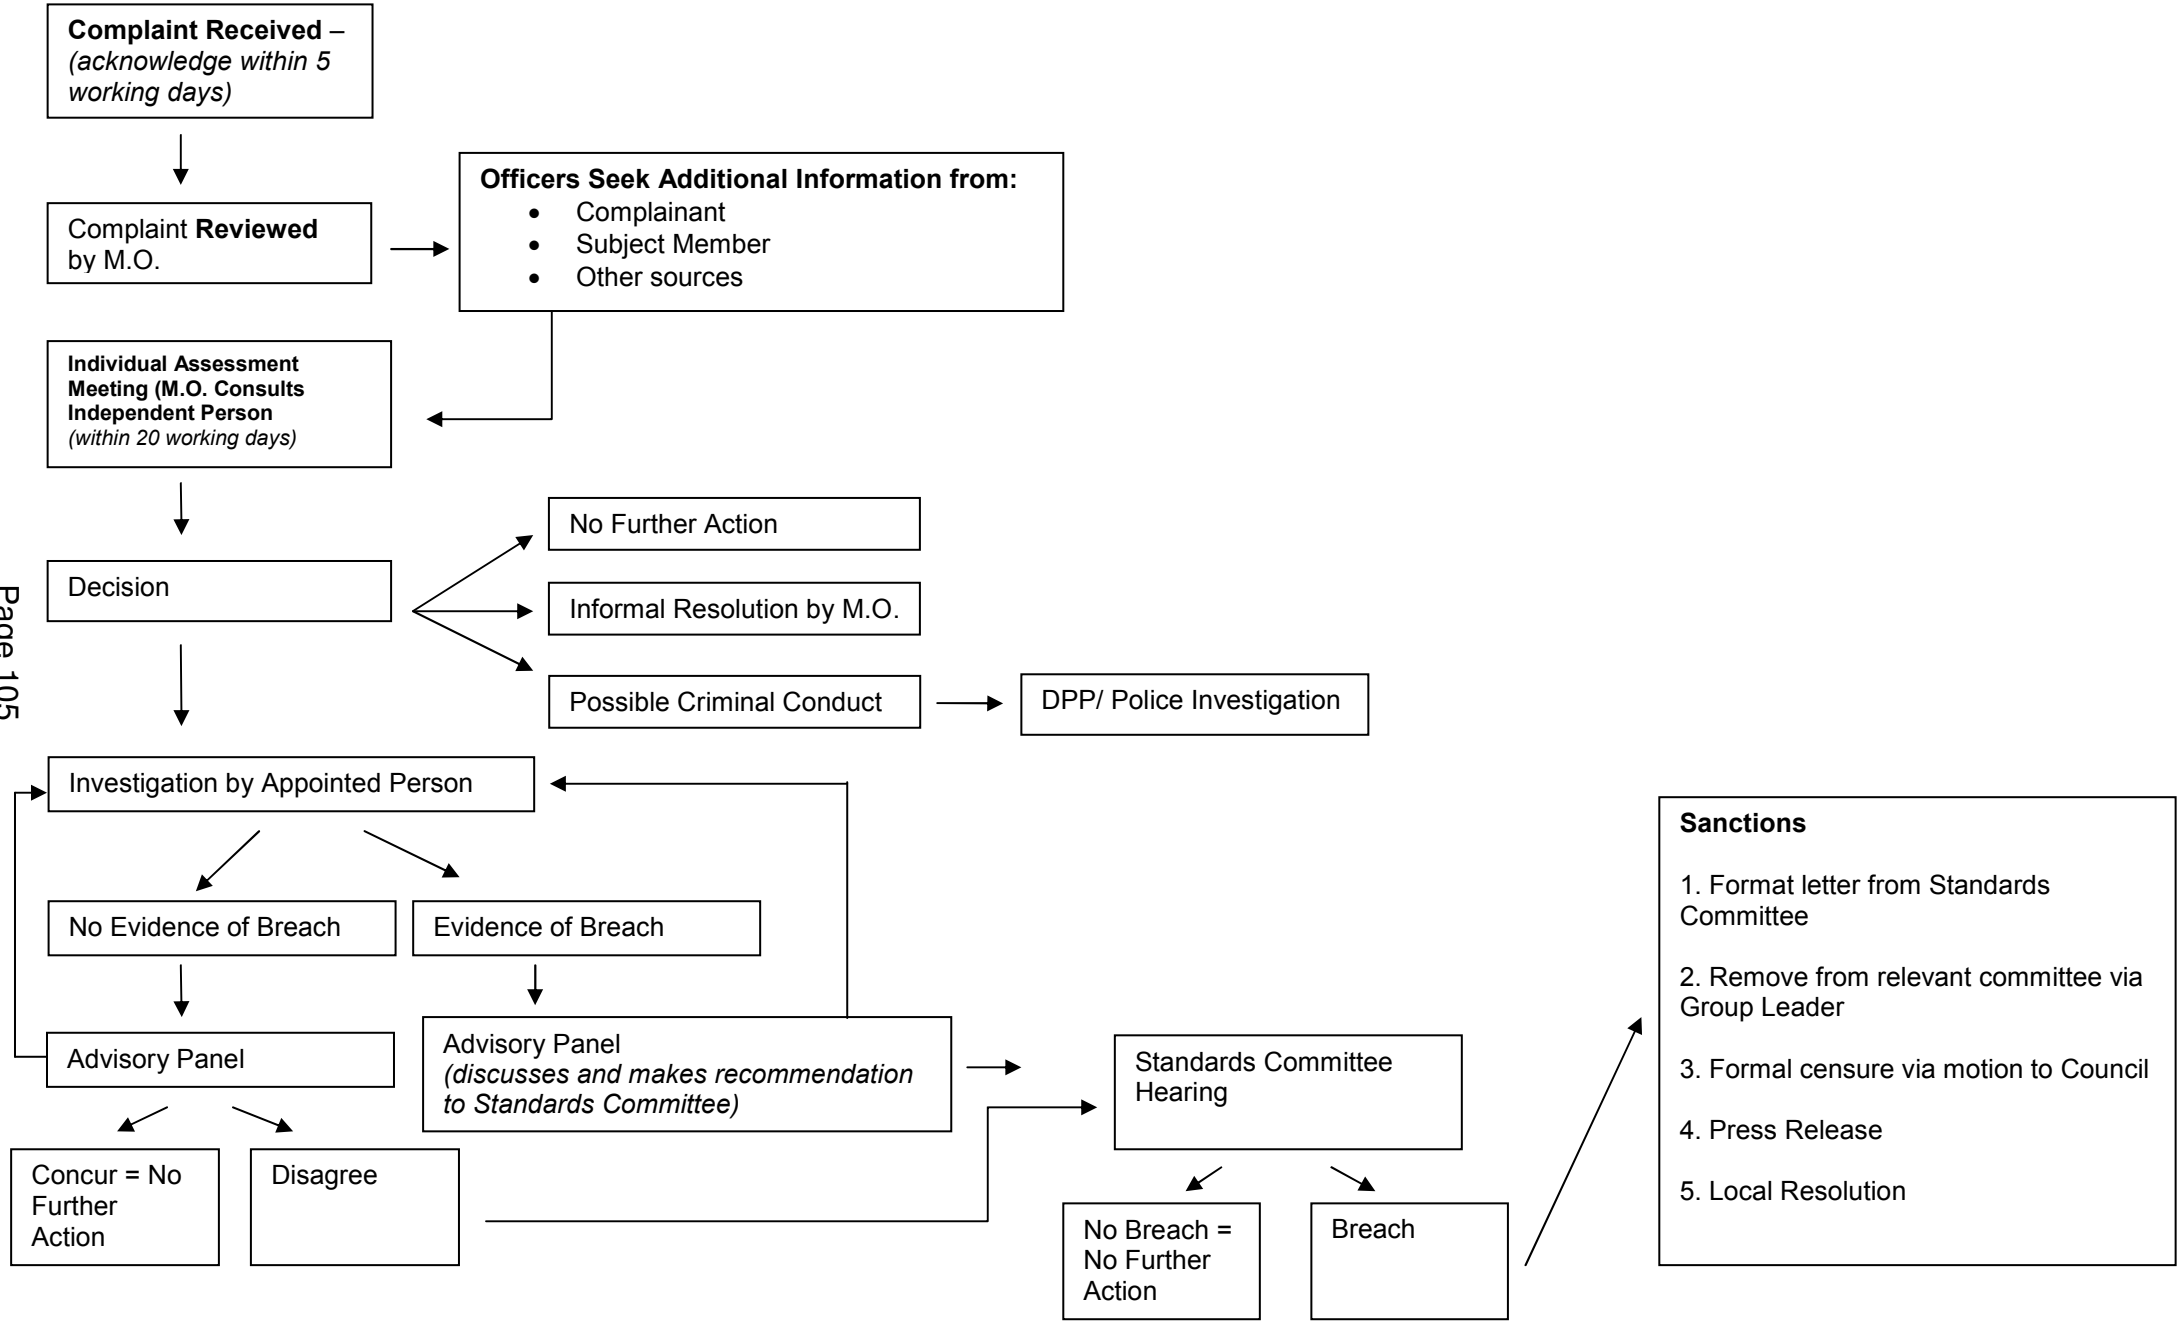 Complaint Received –
(acknowledge within 5
working days)
Complaint Reviewed
by M.O.
Officers Seek Additional Information from:
• Complainant
• Subject Member
• Other sources
Individual Assessment
Meeting (M.O. Consults
Independent Person
(within 20 working days)
Decision
No Further Action
Informal Resolution by M.O.
Possible Criminal Conduct
DPP/ Police Investigation
Page 105
Investigation by Appointed Person
No Evidence of Breach
Evidence of Breach
Advisory Panel
Advisory Panel
(discusses and makes recommendation
to Standards Committee)
Concur = No
Further
Action
Disagree
Standards Committee
Hearing
No Breach =
No Further
Action
Breach
Sanctions
1. Format letter from Standards
Committee
2. Remove from relevant committee via
Group Leader
3. Formal censure via motion to Council
4. Press Release
5. Local Resolution